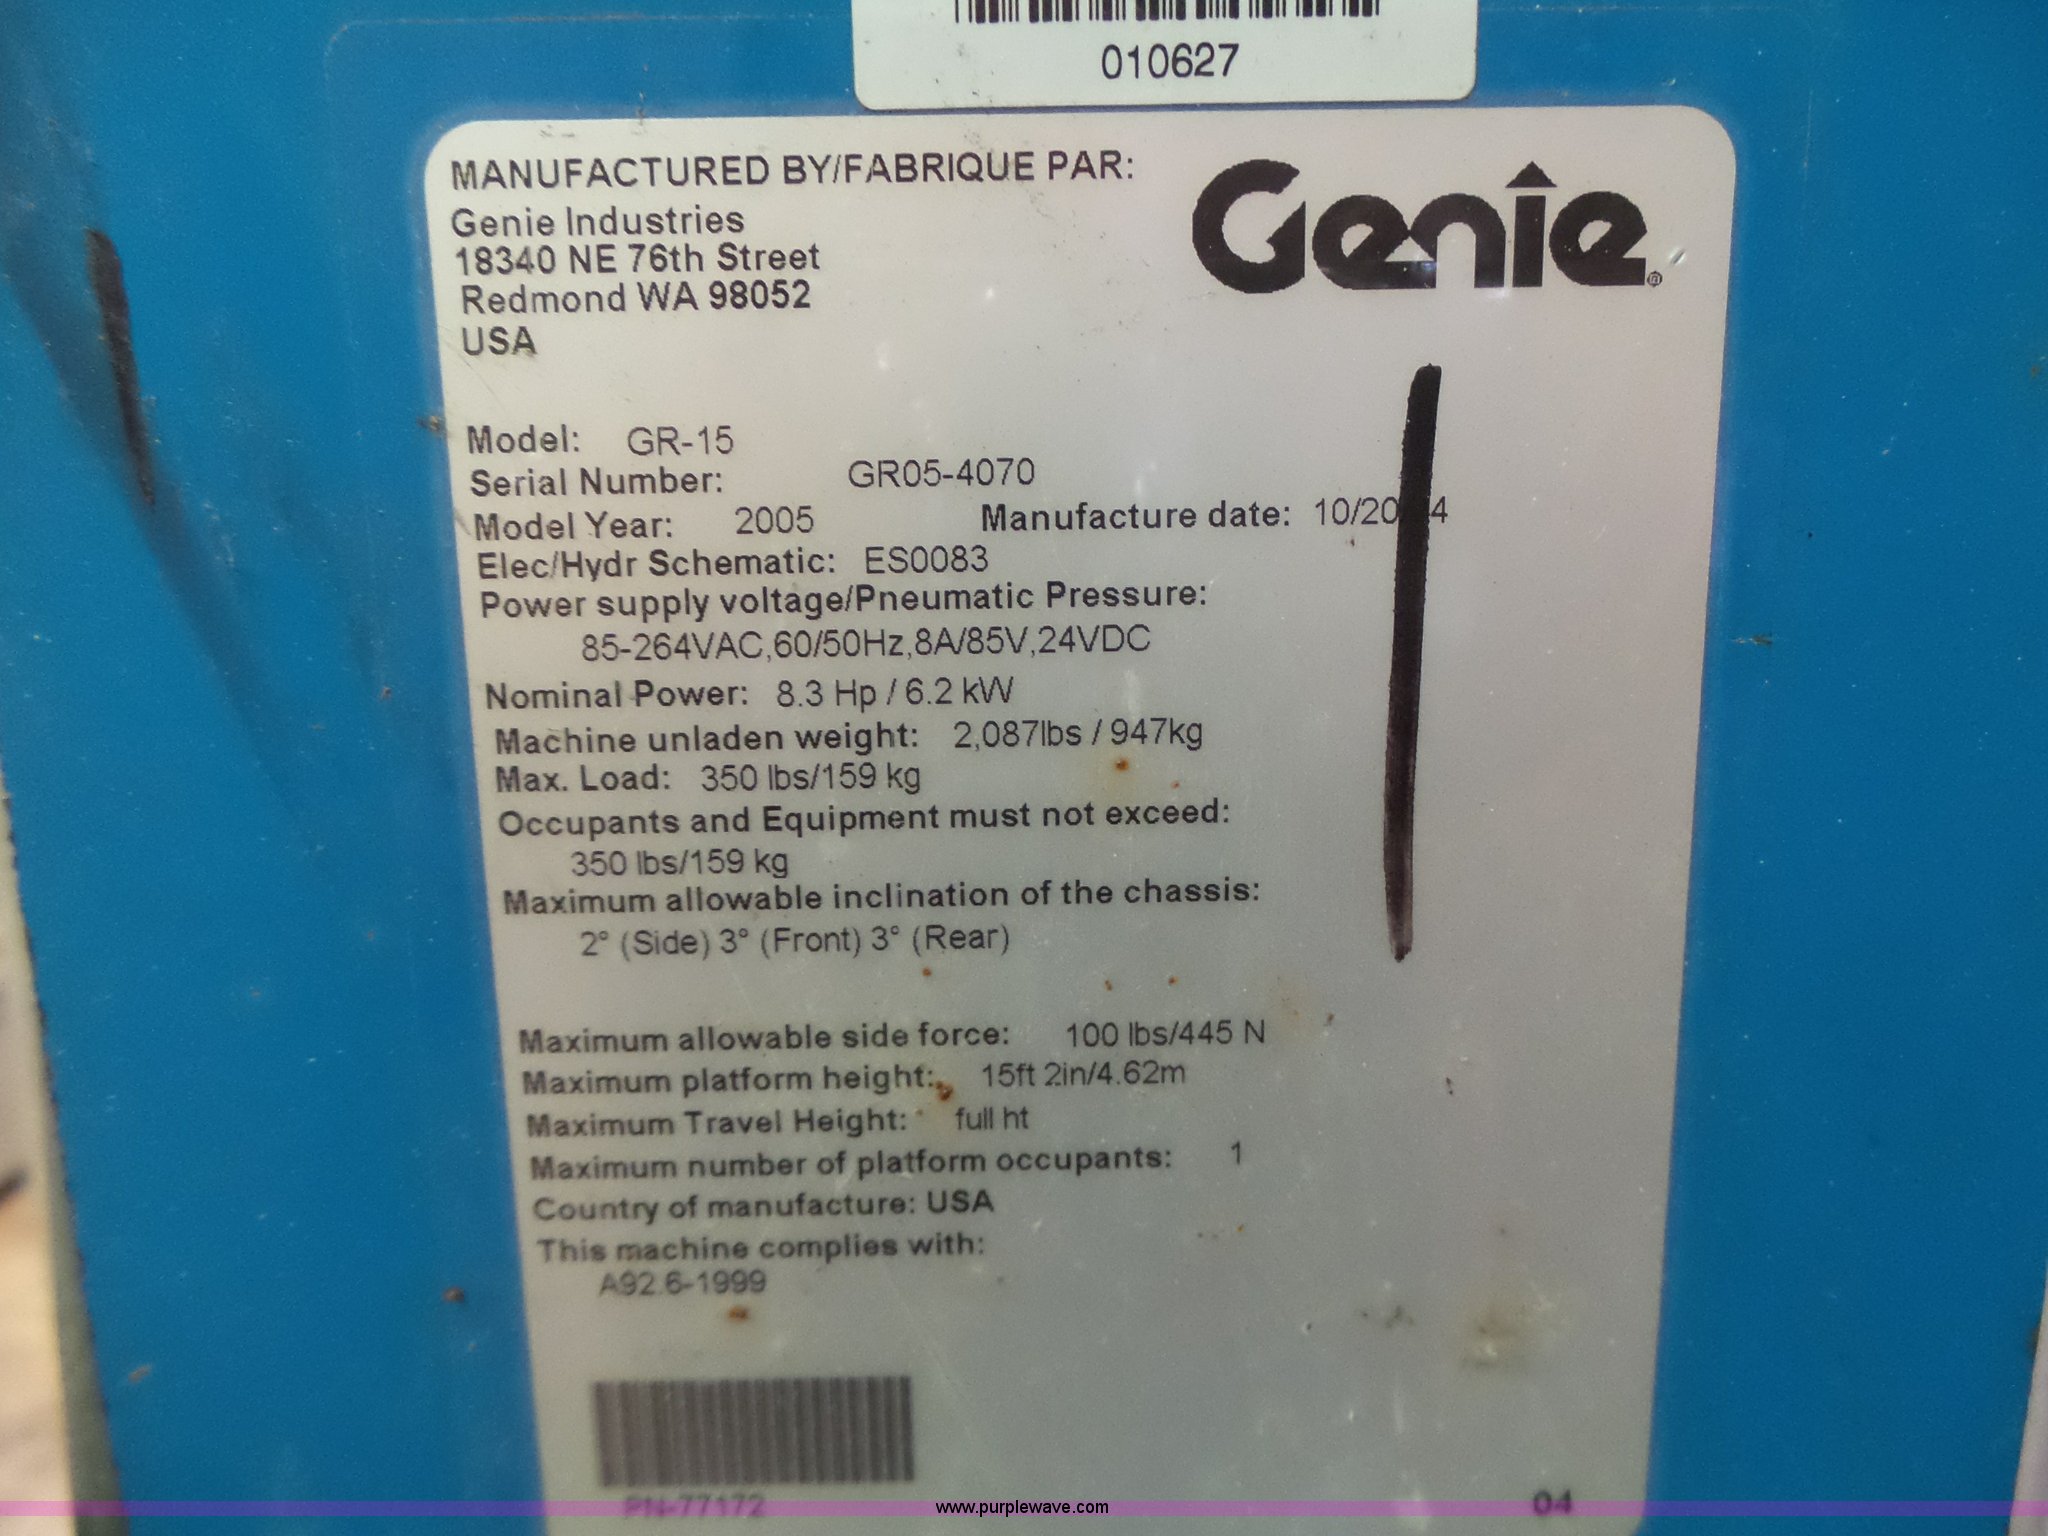 010627
MANUFACTURED BY/FABRIQUE PAR:
Genie
Genie Industries
18340 NE 76th Street
Redmond WA 98052
USA
Model: GR-15
Serial Number: GR05-4070
Model Year: 2005 Manufacture date:
Elec/Hydr Schematic: ES0083
Power supply voltage/Pneumatic Pressure:
85-264VAC,60/50Hz,8A/85V,24VDC
Nominal Power: 8.3 Hp / 6.2 kW
Machine unladen weight: 2,087lbs / 947kg
Max. Load: 350 lbs/159 kg
Occupants and Equipment must not exceed:
350 lbs/159 kg
Maximum allowable inclination of the chassis:
2° (Side) 3° (Front) 3° (Rear)
Maximum allowable side force: 100 lbs/445 N
Maximum platform height: 15ft 2in/4.62m
Maximum Travel Height: full ht
Maximum number of platform occupants: 1
Country of manufacture: USA
This machine complies with:
A92.6-1999
PN-77172
www.purplewave.com
04